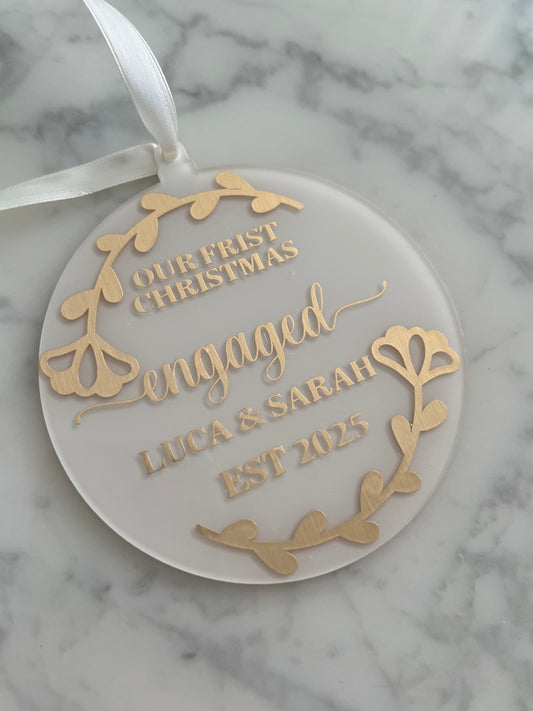 OUR FRIST
CHRISTMAS
engaged
LUCA & SARAH
EST 2025